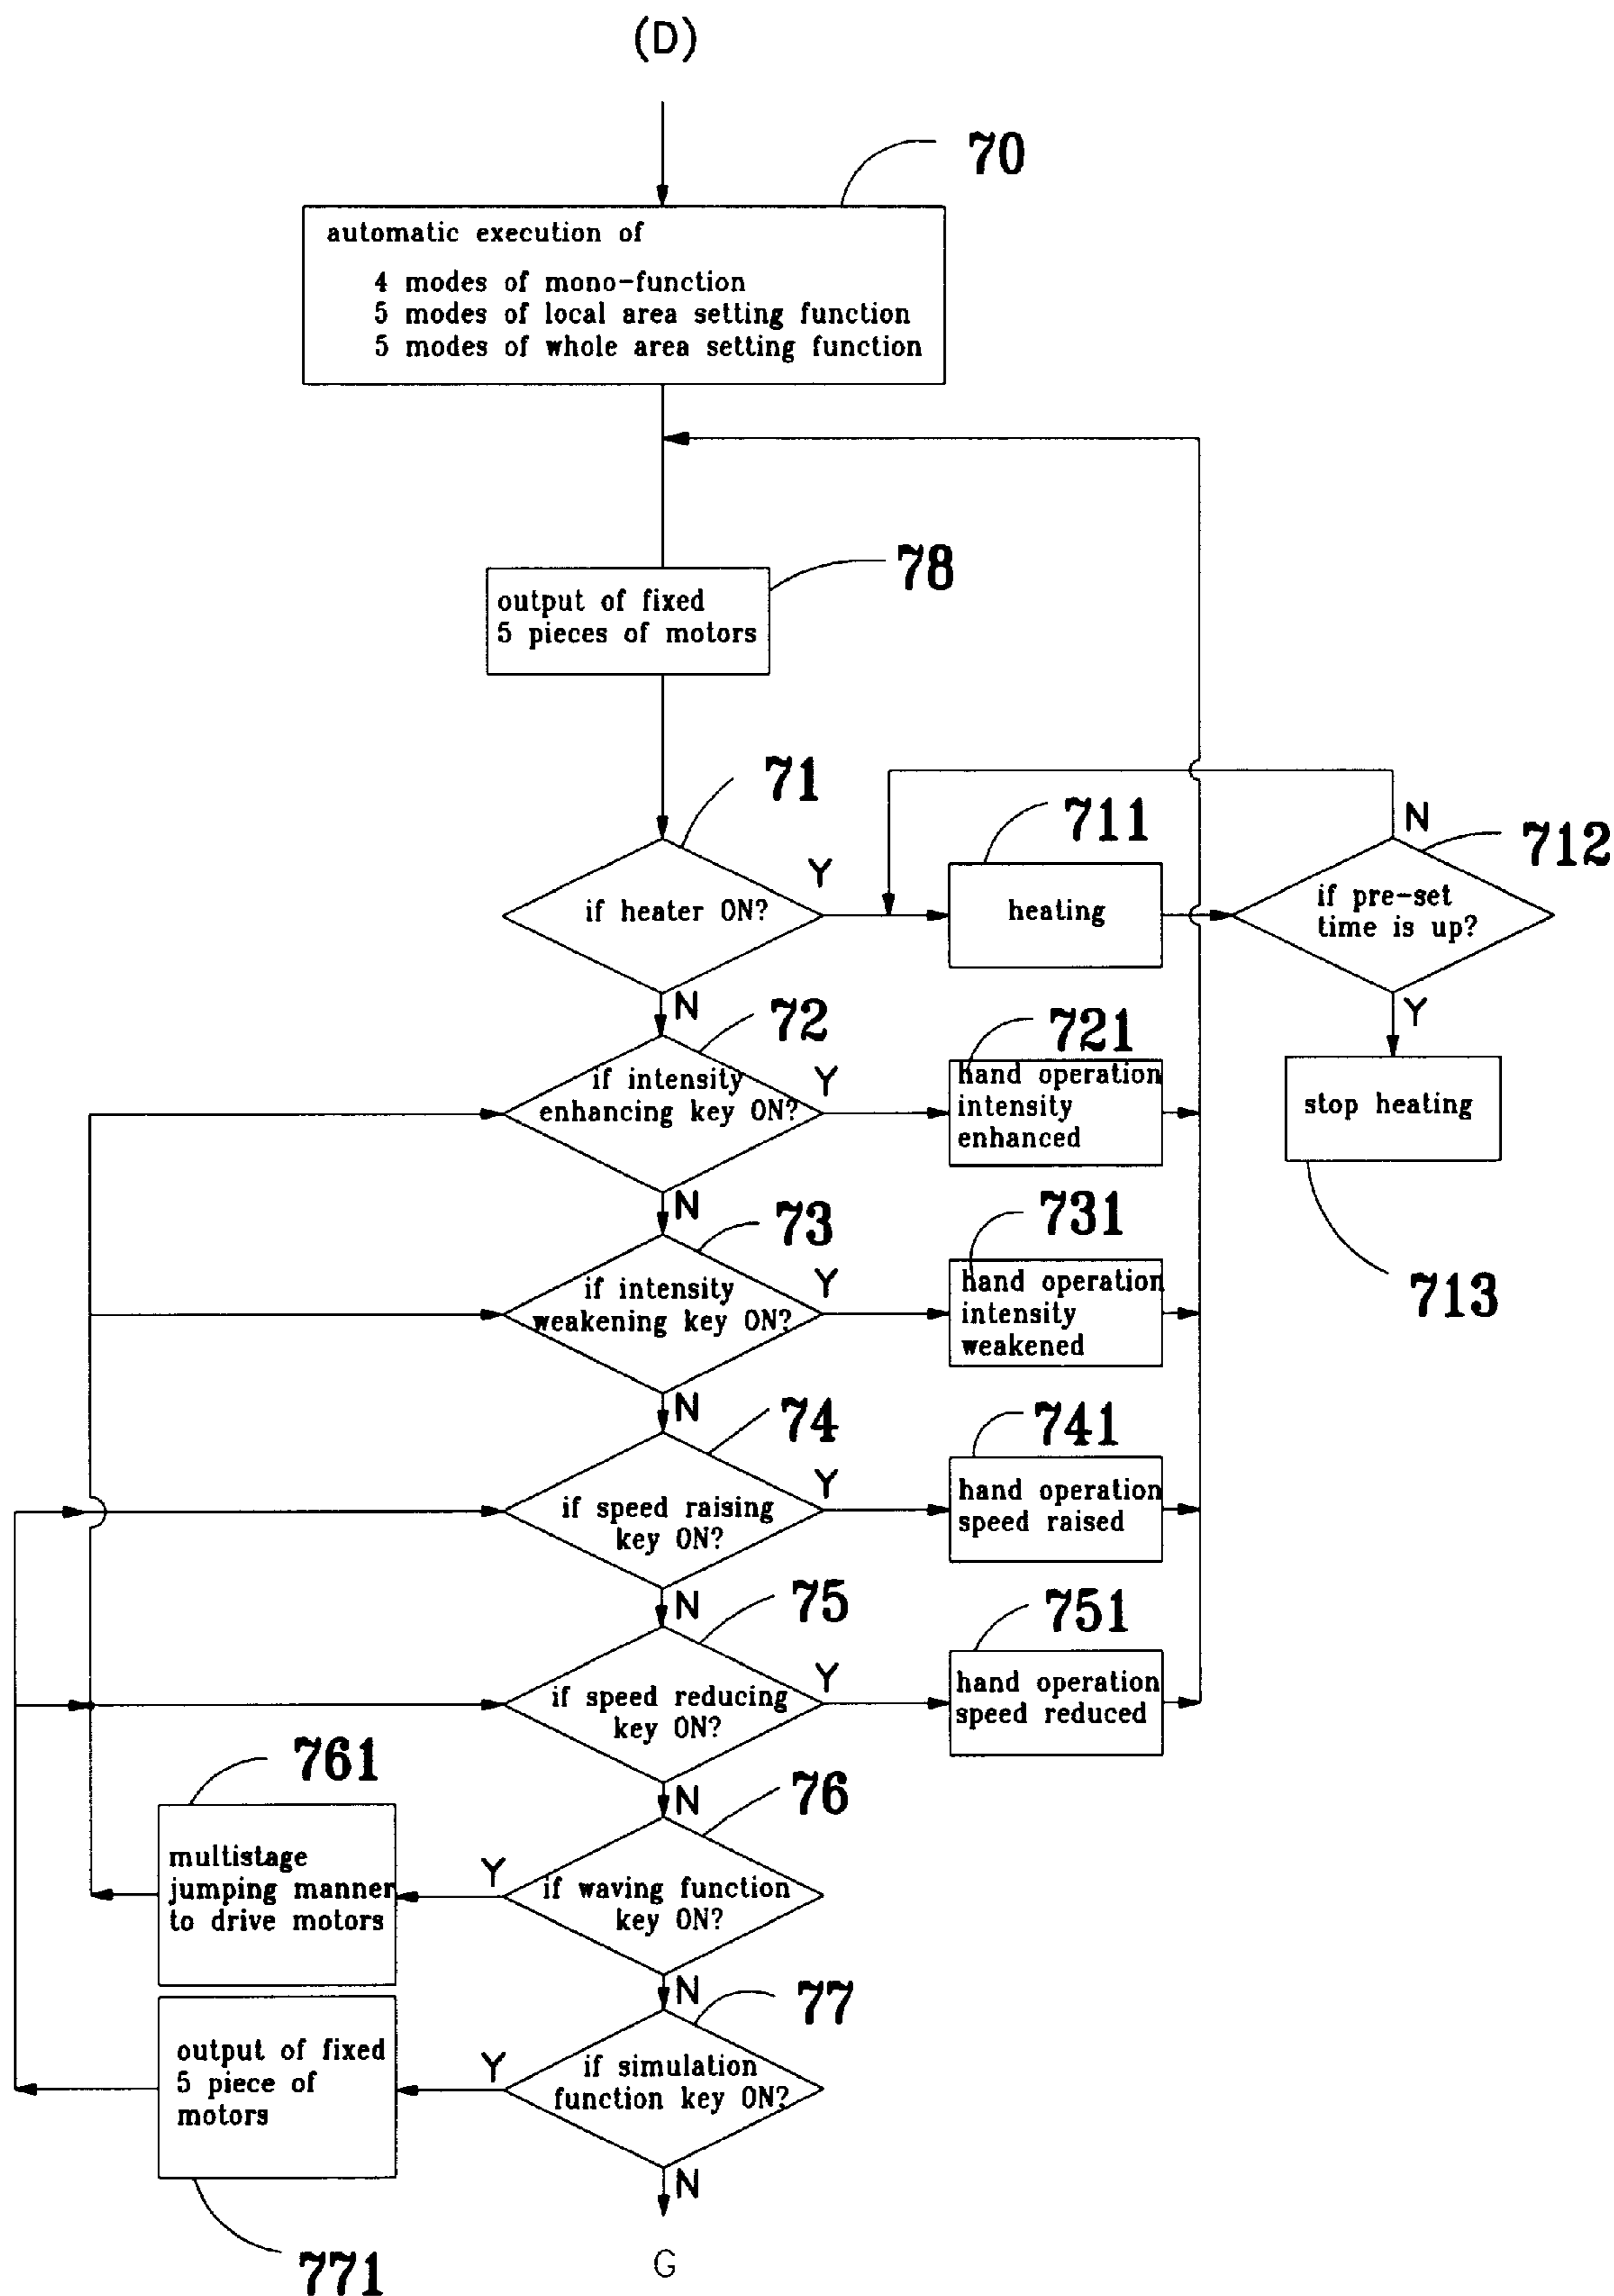 (D)
70
automatic execution of
4 modes of mono-function
5 modes of local area setting function
5 modes of whole area setting function
78
output of fixed
5 pieces of motors
71
if heater ON?
Y
711
heating
712
if pre-set
time is up?
N
Y
N
72
if intensity
enhancing key ON?
Y
721
hand operation
intensity
enhanced
stop heating
713
N
73
if intensity
weakening key ON?
Y
731
hand operation
intensity
weakened
N
74
if speed raising
key ON?
Y
741
hand operation
speed raised
N
75
if speed reducing
key ON?
Y
751
hand operation
speed reduced
N
76
if waving function
key ON?
Y
761
multistage
jumping manner
to drive motors
N
77
if simulation
function key ON?
Y
output of fixed
5 piece of
motors
771
N
G